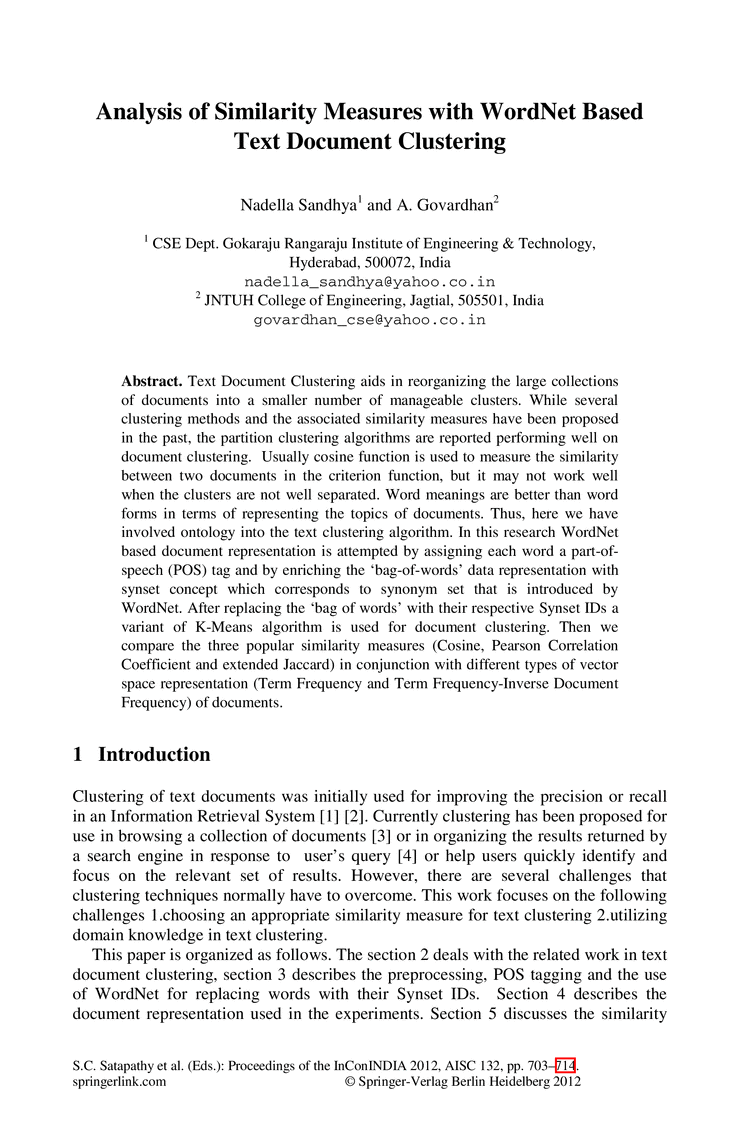 Analysis of Similarity Measures with WordNet Based
Text Document Clustering
Nadella Sandhya1 and A. Govardhan2
1 CSE Dept. Gokaraju Rangaraju Institute of Engineering & Technology,
Hyderabad, 500072, India
nadella_sandhya@yahoo.co.in
2 JNTUH College of Engineering, Jagtial, 505501, India
govardhan_cse@yahoo.co.in
Abstract. Text Document Clustering aids in reorganizing the large collections
of documents into a smaller number of manageable clusters. While several
clustering methods and the associated similarity measures have been proposed
in the past, the partition clustering algorithms are reported performing well on
document clustering. Usually cosine function is used to measure the similarity
between two documents in the criterion function, but it may not work well
when the clusters are not well separated. Word meanings are better than word
forms in terms of representing the topics of documents. Thus, here we have
involved ontology into the text clustering algorithm. In this research WordNet
based document representation is attempted by assigning each word a part-of-
speech (POS) tag and by enriching the ‘bag-of-words’ data representation with
synset concept which corresponds to synonym set that is introduced by
WordNet. After replacing the ‘bag of words’ with their respective Synset IDs a
variant of K-Means algorithm is used for document clustering. Then we
compare the three popular similarity measures (Cosine, Pearson Correlation
Coefficient and extended Jaccard) in conjunction with different types of vector
space representation (Term Frequency and Term Frequency-Inverse Document
Frequency) of documents.
1 Introduction
Clustering of text documents was initially used for improving the precision or recall
in an Information Retrieval System [1] [2]. Currently clustering has been proposed for
use in browsing a collection of documents [3] or in organizing the results returned by
a search engine in response to user’s query [4] or help users quickly identify and
focus on the relevant set of results. However, there are several challenges that
clustering techniques normally have to overcome. This work focuses on the following
challenges 1.choosing an appropriate similarity measure for text clustering 2.utilizing
domain knowledge in text clustering.
This paper is organized as follows. The section 2 deals with the related work in text
document clustering, section 3 describes the preprocessing, POS tagging and the use
of WordNet for replacing words with their Synset IDs. Section 4 describes the
document representation used in the experiments. Section 5 discusses the similarity
S.C. Satapathy et al. (Eds.): Proceedings of the InConINDIA 2012, AISC 132, pp. 703–714.
springerlink.com © Springer-Verlag Berlin Heidelberg 2012